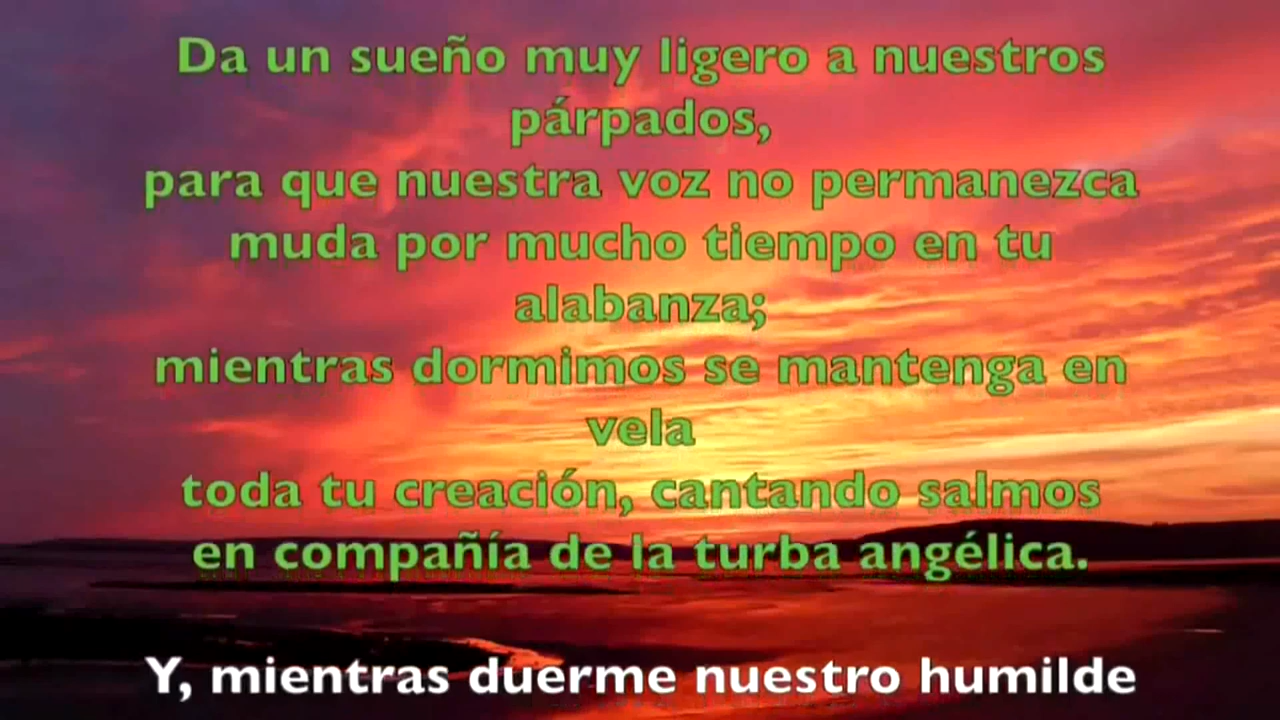 Da un sueño muy ligero a nuestros
párpados,
para que nuestra voz no permanezca
muda por mucho tiempo en tu
alabanza;
mientras dormimos se mantenga en
vela
toda tu creación, cantando salmos
en compañía de la turba angélica.
Y, mientras duerme nuestro humilde